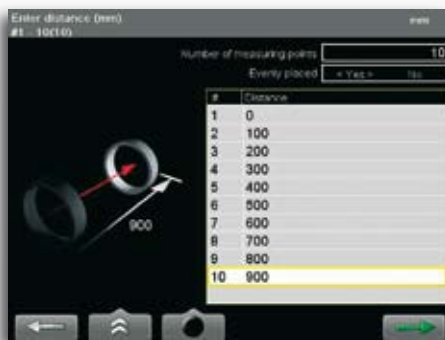 Enter distance (mm)
mm
#1 - 10(10)
Number of measuring points 10
Evenly placed < Yes > No
# Distance
1 0
2 100
3 200
4 300
5 400
6 500
7 600
8 700
9 800
10 900
900